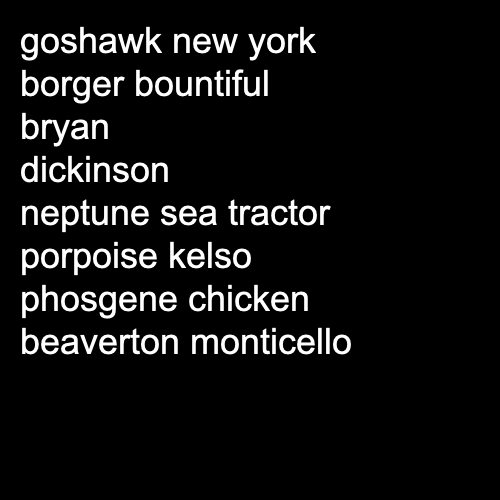 goshawk new york
borger bountiful
bryan
dickinson
neptune sea tractor
porpoise kelso
phosgene chicken
beaverton monticello